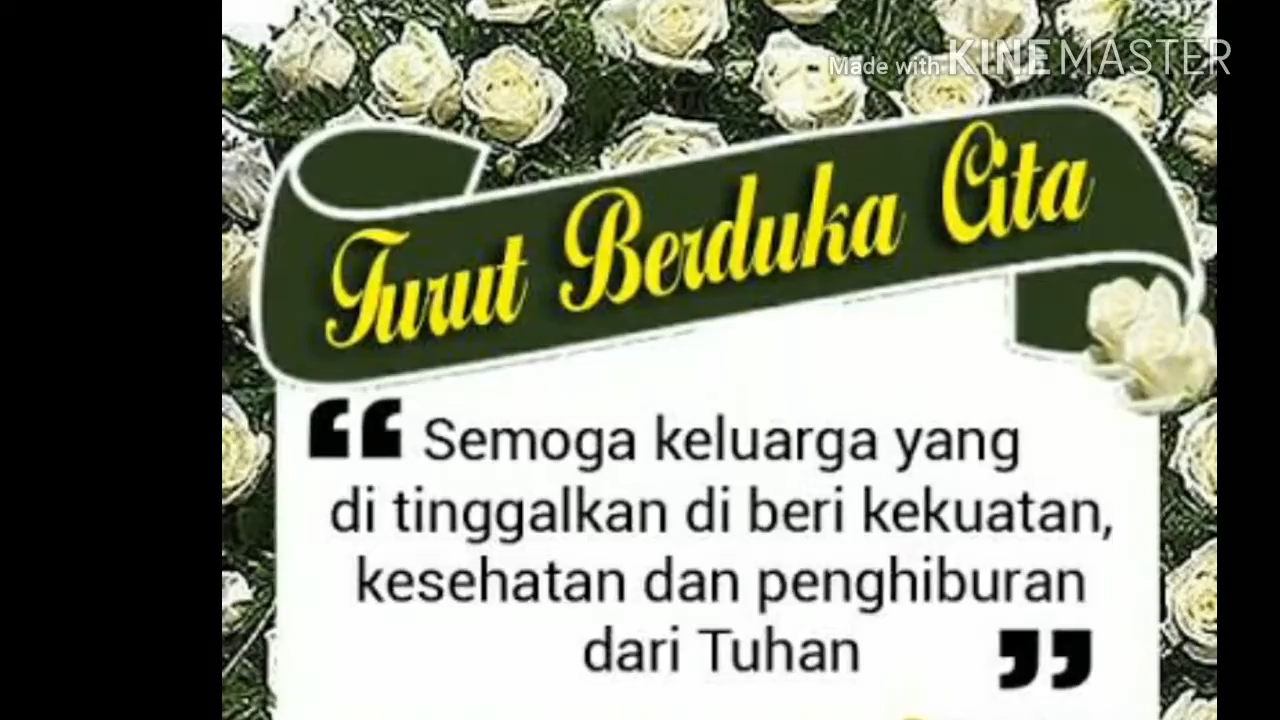 Made with KINEMASTER
Turut Berduka Cita
“ Semoga keluarga yang
di tinggalkan di beri kekuatan,
kesehatan dan penghiburan
dari Tuhan ”